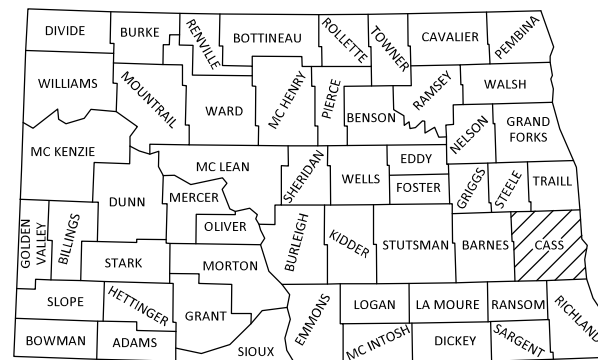 DIVIDE
BURKE
RENVILLE
BOTTINEAU
ROLLETTE
TOWNER
CAVALIER
PEMBINA
WILLIAMS
MOUNTRAIL
WARD
MC HENRY
PIERCE
BENSON
RAMSEY
WALSH
MC KENZIE
NELSON
GRAND
FORKS
MC LEAN
SHERIDAN
WELLS
EDDY
FOSTER
GRIGGS
STEELE
TRAILL
DUNN
MERCER
OLIVER
GOLDEN
VALLEY
BILLINGS
STARK
MORTON
BURLEIGH
KIDDER
STUTSMAN
BARNES
CASS
SLOPE
HETTINGER
GRANT
EMMONS
LOGAN
LA MOURE
RANSOM
RICHLAND
BOWMAN
ADAMS
SIOUX
MC INTOSH
DICKEY
SARGENT